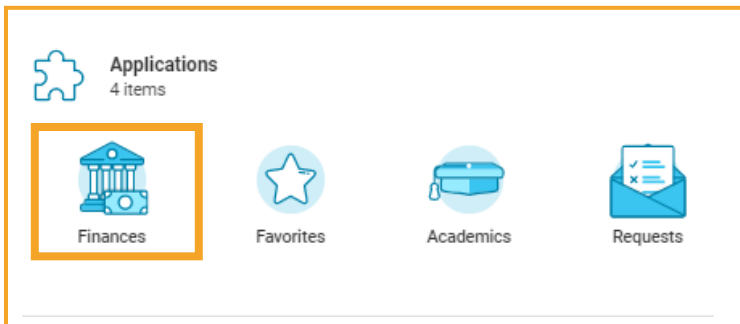 Applications
4 items
Finances
Favorites
Academics
Requests